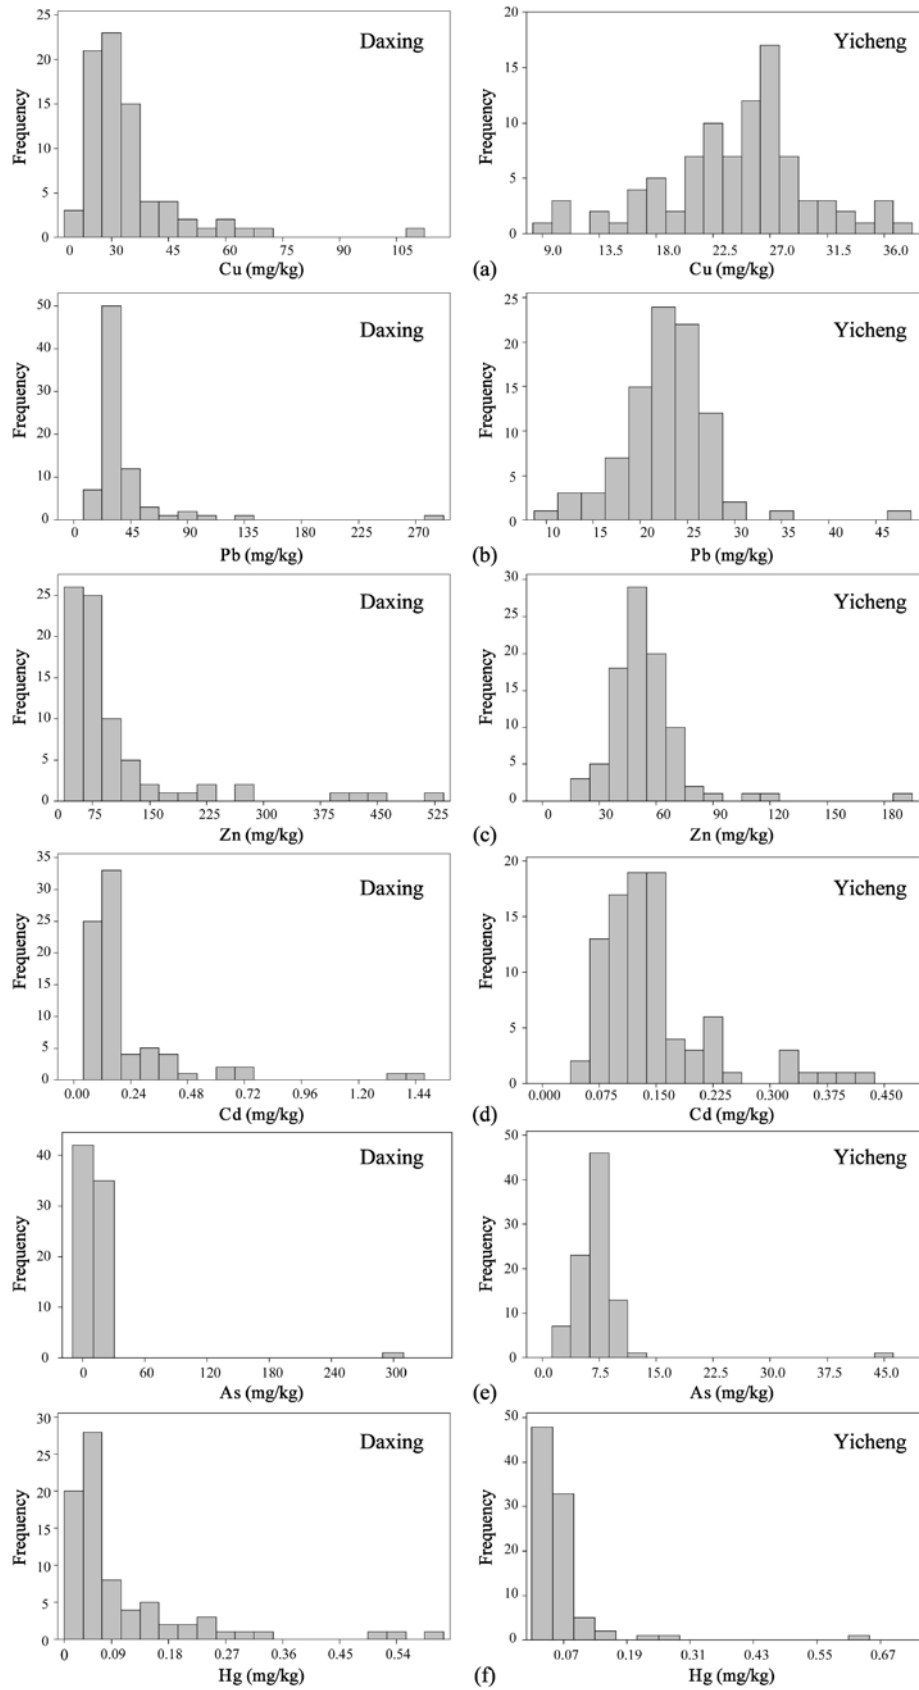 25
20
15
10
5
0
Frequency
Daxing
0 30 45 60 75 90 105
Cu (mg/kg)
20
15
10
5
0
Frequency
Yicheng
9.0 13.5 18.0 22.5 27.0 31.5 36.0
Cu (mg/kg)
(a)
50
40
30
20
10
0
Frequency
Daxing
0 45 90 135 180 225 270
Pb (mg/kg)
25
20
15
10
5
0
Frequency
Yicheng
10 15 20 25 30 35 40 45
Pb (mg/kg)
(b)
25
20
15
10
5
0
Frequency
Daxing
75 150 225 300 375 450 525
Zn (mg/kg)
30
25
20
15
10
5
0
Frequency
Yicheng
0 30 60 90 120 150 180
Zn (mg/kg)
(c)
35
30
25
20
15
10
5
0
Frequency
Daxing
0.00 0.24 0.48 0.72 0.96 1.20 1.44
Cd (mg/kg)
20
15
10
5
0
Frequency
Yicheng
0.000 0.075 0.150 0.225 0.300 0.375 0.450
Cd (mg/kg)
(d)
40
30
20
10
0
Frequency
Daxing
0 60 120 180 240 300
As (mg/kg)
50
40
30
20
10
0
Frequency
Yicheng
0.0 7.5 15.0 22.5 30.0 37.5 45.0
As (mg/kg)
(e)
30
25
20
15
10
5
0
Frequency
Daxing
0 0.09 0.18 0.27 0.36 0.45 0.54
Hg (mg/kg)
50
40
30
20
10
0
Frequency
Yicheng
0.07 0.19 0.31 0.43 0.55 0.67
Hg (mg/kg)
(f)